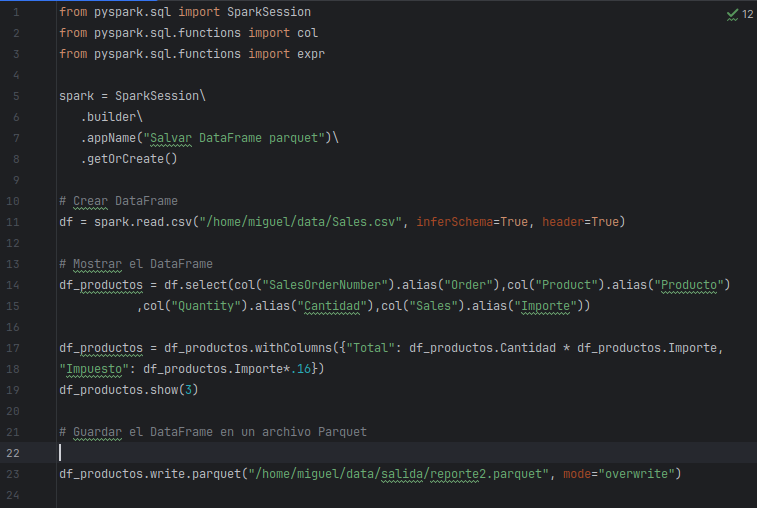 1 from pyspark.sql import SparkSession
2 from pyspark.sql.functions import col
3 from pyspark.sql.functions import expr
4
5 spark = SparkSession\
6 .builder\
7 .appName("Salvar DataFrame parquet")\
8 .getOrCreate()
9
10 # Crear DataFrame
11 df = spark.read.csv("/home/miguel/data/Sales.csv", inferSchema=True, header=True)
12
13 # Mostrar el DataFrame
14 df_productos = df.select(col("SalesOrderNumber").alias("Order"),col("Product").alias("Producto")
15 ,col("Quantity").alias("Cantidad"),col("Sales").alias("Importe"))
16
17 df_productos = df_productos.withColumns({"Total": df_productos.Cantidad * df_productos.Importe,
18 "Impuesto": df_productos.Importe*.16})
19 df_productos.show(3)
20
21 # Guardar el DataFrame en un archivo Parquet
22
23 df_productos.write.parquet("/home/miguel/data/salida/reporte2.parquet", mode="overwrite")
24
12